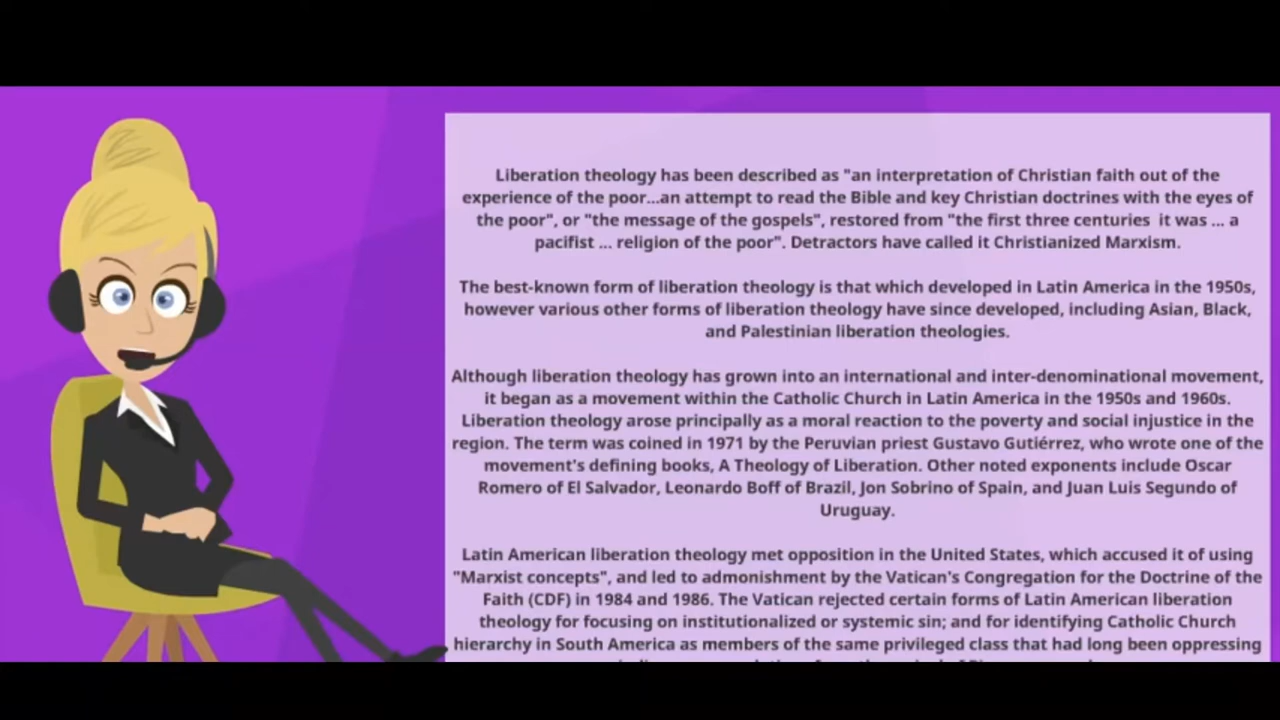 Liberation theology has been described as "an interpretation of Christian faith out of the
experience of the poor...an attempt to read the Bible and key Christian doctrines with the eyes of
the poor", or "the message of the gospels", restored from "the first three centuries it was ... a
pacifist ... religion of the poor". Detractors have called it Christianized Marxism.
The best-known form of liberation theology is that which developed in Latin America in the 1950s,
however various other forms of liberation theology have since developed, including Asian, Black,
and Palestinian liberation theologies.
Although liberation theology has grown into an international and inter-denominational movement,
it began as a movement within the Catholic Church in Latin America in the 1950s and 1960s.
Liberation theology arose principally as a moral reaction to the poverty and social injustice in the
region. The term was coined in 1971 by the Peruvian priest Gustavo Gutiérrez, who wrote one of the
movement's defining books, A Theology of Liberation. Other noted exponents include Oscar
Romero of El Salvador, Leonardo Boff of Brazil, Jon Sobrino of Spain, and Juan Luis Segundo of
Uruguay.
Latin American liberation theology met opposition in the United States, which accused it of using
"Marxist concepts", and led to admonishment by the Vatican's Congregation for the Doctrine of the
Faith (CDF) in 1984 and 1986. The Vatican rejected certain forms of Latin American liberation
theology for focusing on institutionalized or systemic sin; and for identifying Catholic Church
hierarchy in South America as members of the same privileged class that had long been oppressing